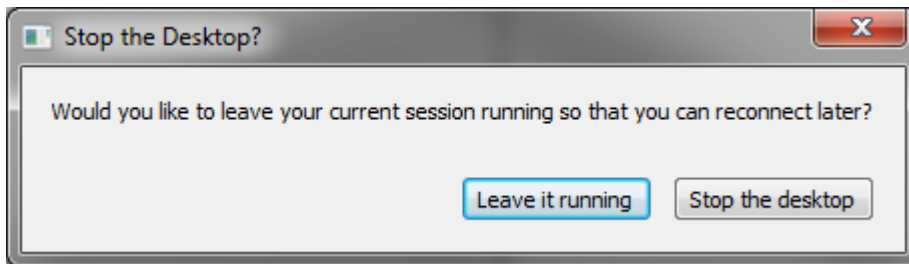 Stop the Desktop?
Would you like to leave your current session running so that you can reconnect later?
Leave it running
Stop the desktop